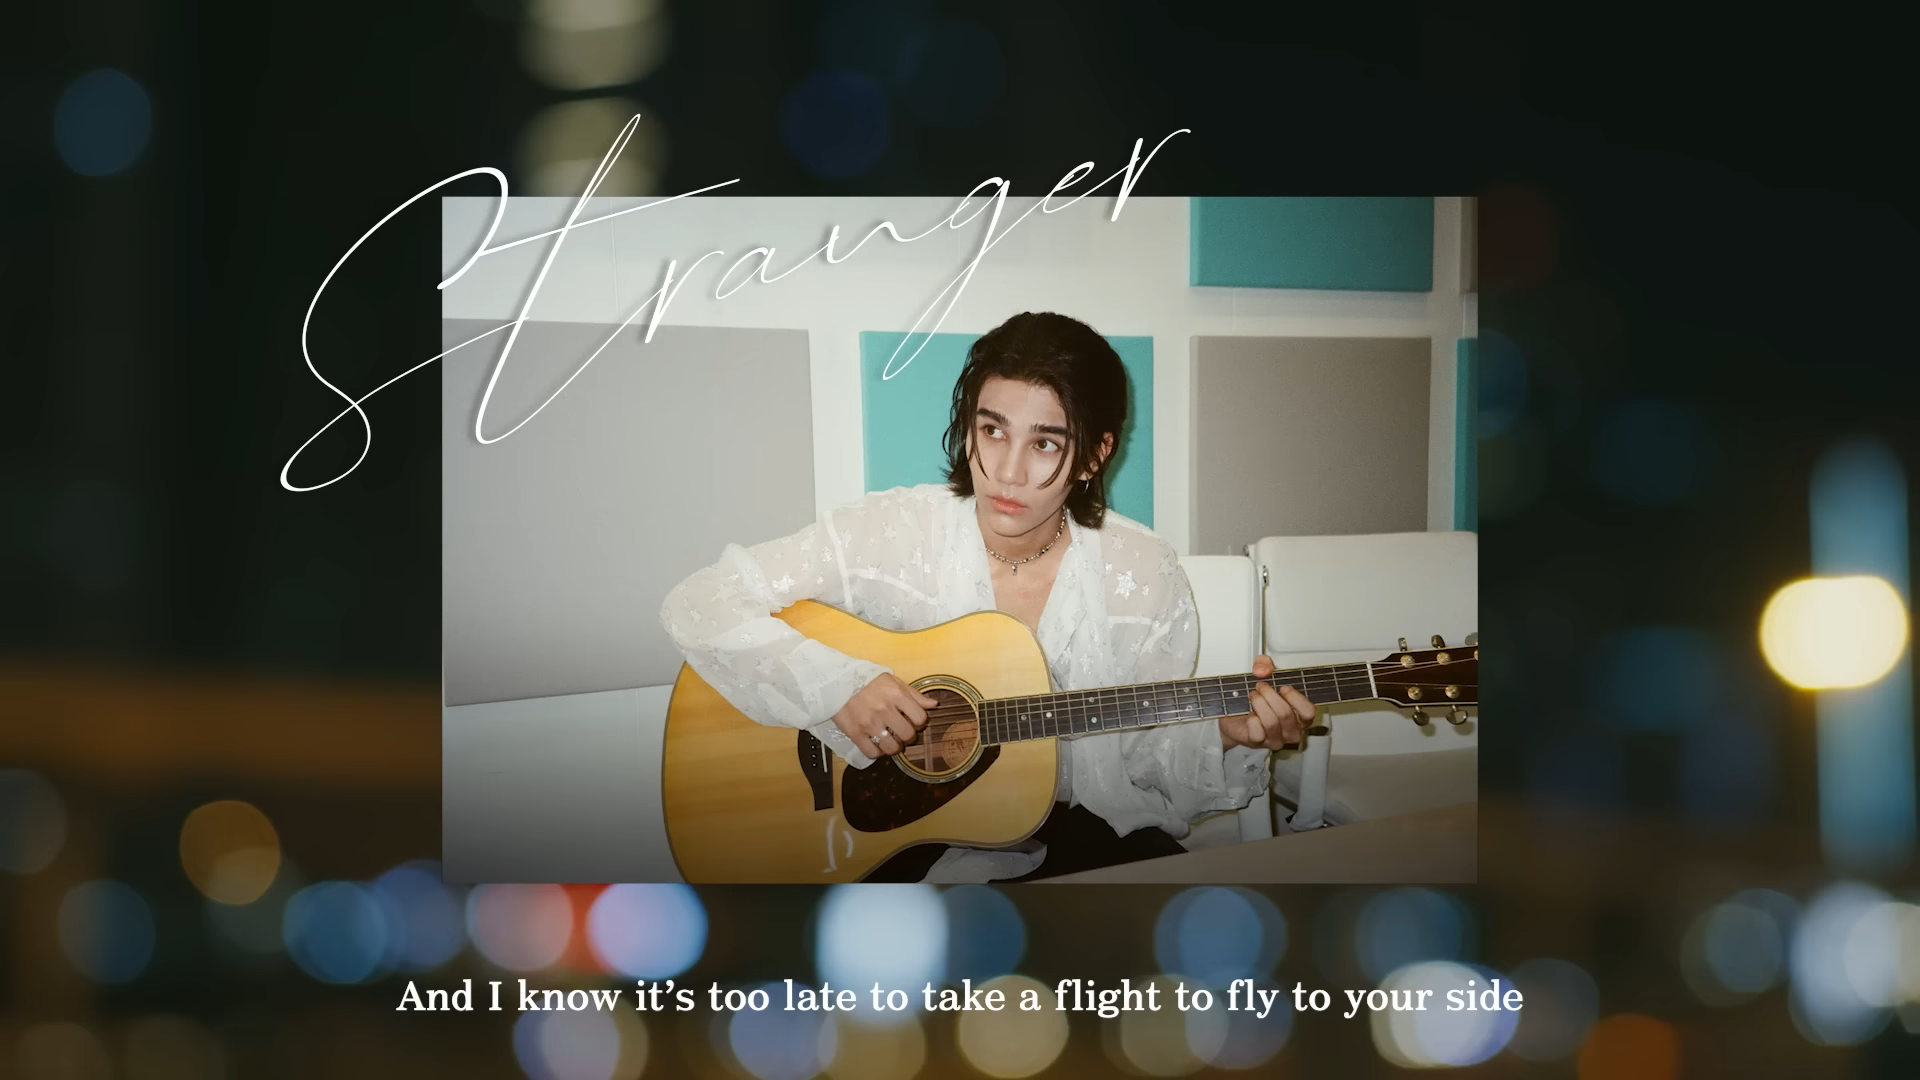 Stranger
And I know it’s too late to take a flight to fly to your side